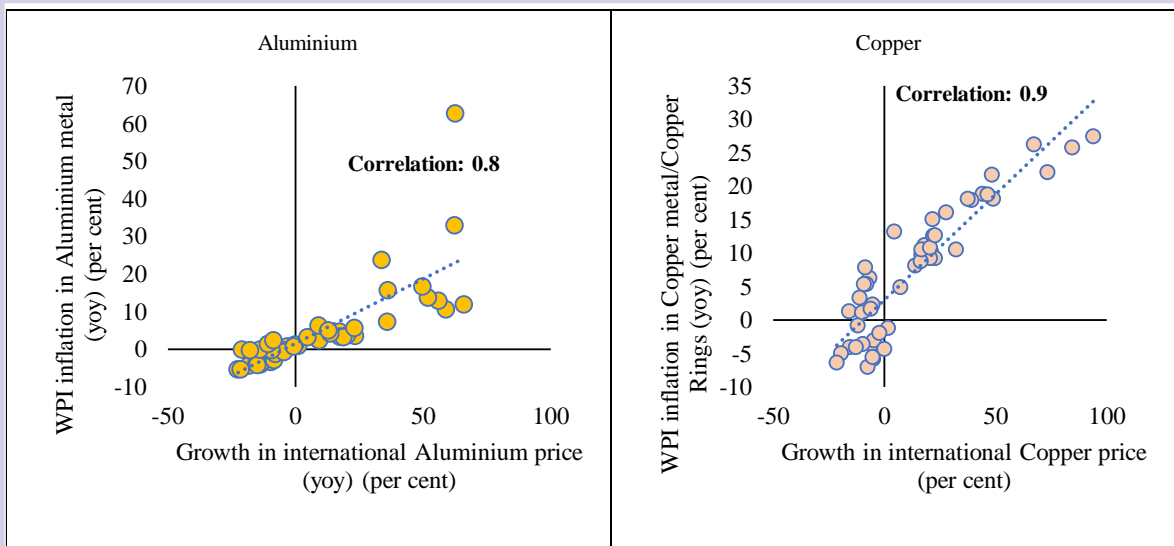 Aluminium
WPI inflation in Aluminium metal
(yoy) (per cent)
70
60
50
40
30
20
10
0
-10
Correlation: 0.8
-50
0
50
100
Growth in international Aluminium price
(yoy) (per cent)
Copper
WPI inflation in Copper metal/Copper
Rings (yoy) (per cent)
35
30
25
20
15
10
5
0
-5
-10
Correlation: 0.9
-50
0
50
100
Growth in international Copper price
(per cent)